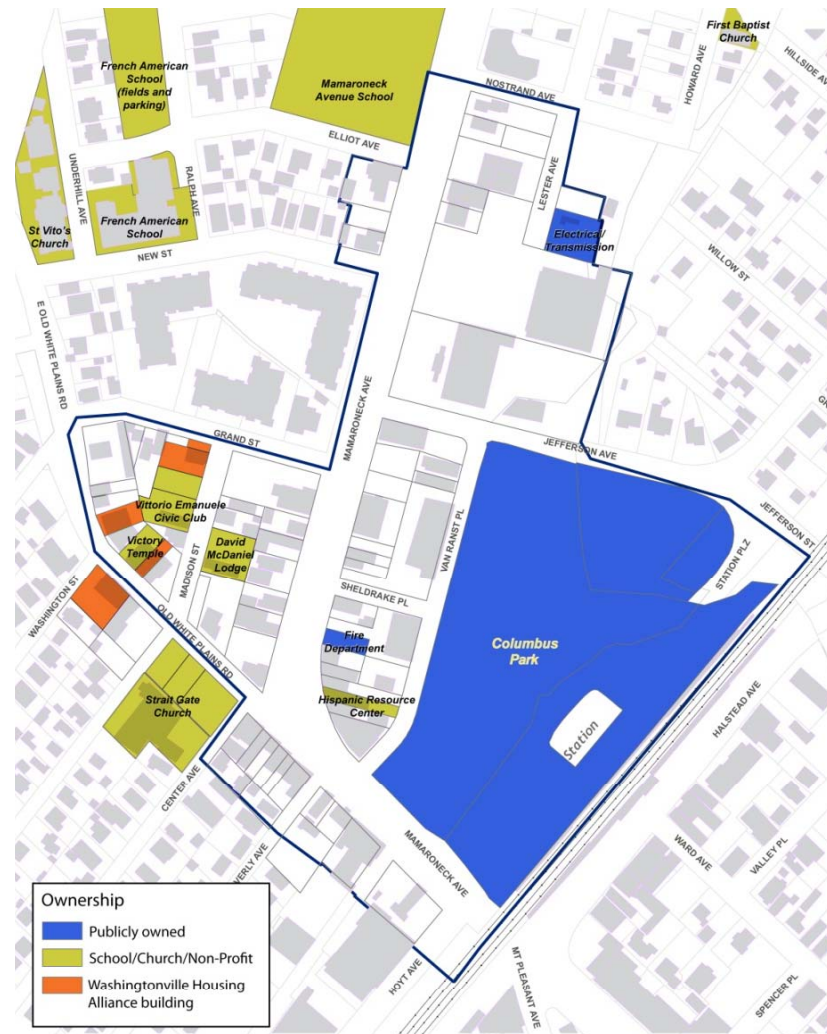 First Baptist
Church
HILLSIDE AVE
HOWARD AVE
French American
School
(fields and
parking)
Mamaroneck
Avenue School
NOSTRAND AVE
ELLIOT AVE
LESTER AVE
UNDERHILL AVE
RALPH AVE
French American
School
St Vito's
Church
Electrical/
Transmission
NEW ST
WILLOW ST
E OLD WHITE PLAINS RD
MAMARONECK AVE
GRAND ST
JEFFERSON AVE
JEFFERSON ST
Vittorio Emanuele
Civic Club
Victory
Temple
David
McDaniel
Lodge
MADISON ST
VAN RANST PL
STATION PLZ
SHELDRAKE PL
WASHINGTON ST
OLD WHITE PLAINS RD
Fire
Department
Columbus
Park
Hispanic Resource
Center
Strait Gate
Church
Station
HALSTEAD AVE
CENTER AVE
MAMARONECK AVE
WARD AVE
VALLEY PL
VERLY AVE
HOYT AVE
MT PLEASANT AVE
SPENCER PL
Ownership
Publicly owned
School/Church/Non-Profit
Washingtonville Housing
Alliance building